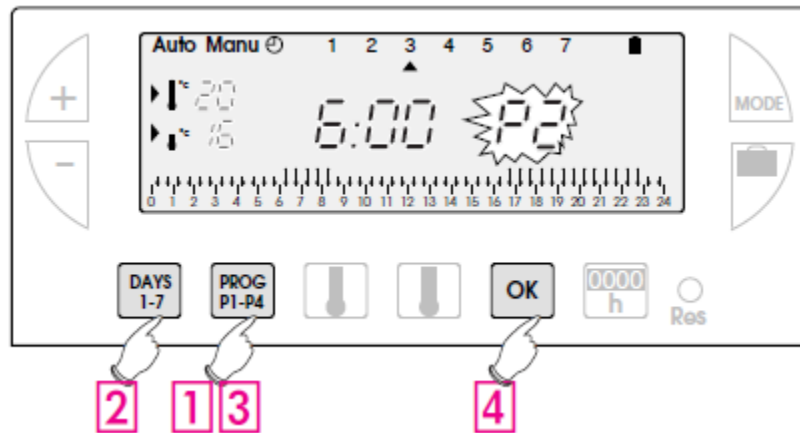 Auto Manu 1 2 3 4 5 6 7
+ °C 20 6:00 P2 MODE
- °C 16
0 1 2 3 4 5 6 7 8 9 10 11 12 13 14 15 16 17 18 19 20 21 22 23 24
DAYS PROG OK 0000
1-7 P1-P4 h
Res
2 1 3 4